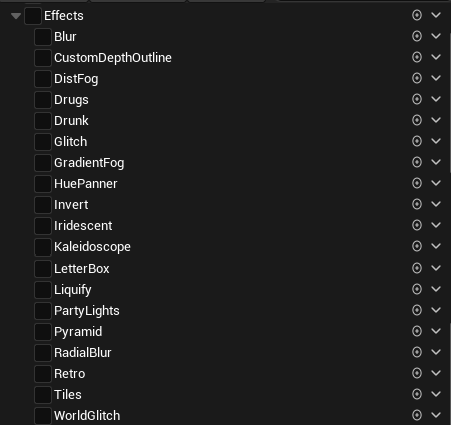 Effects
Blur
CustomDepthOutline
DistFog
Drugs
Drunk
Glitch
GradientFog
HuePanner
Invert
Iridescent
Kaleidoscope
LetterBox
Liquify
PartyLights
Pyramid
RadialBlur
Retro
Tiles
WorldGlitch